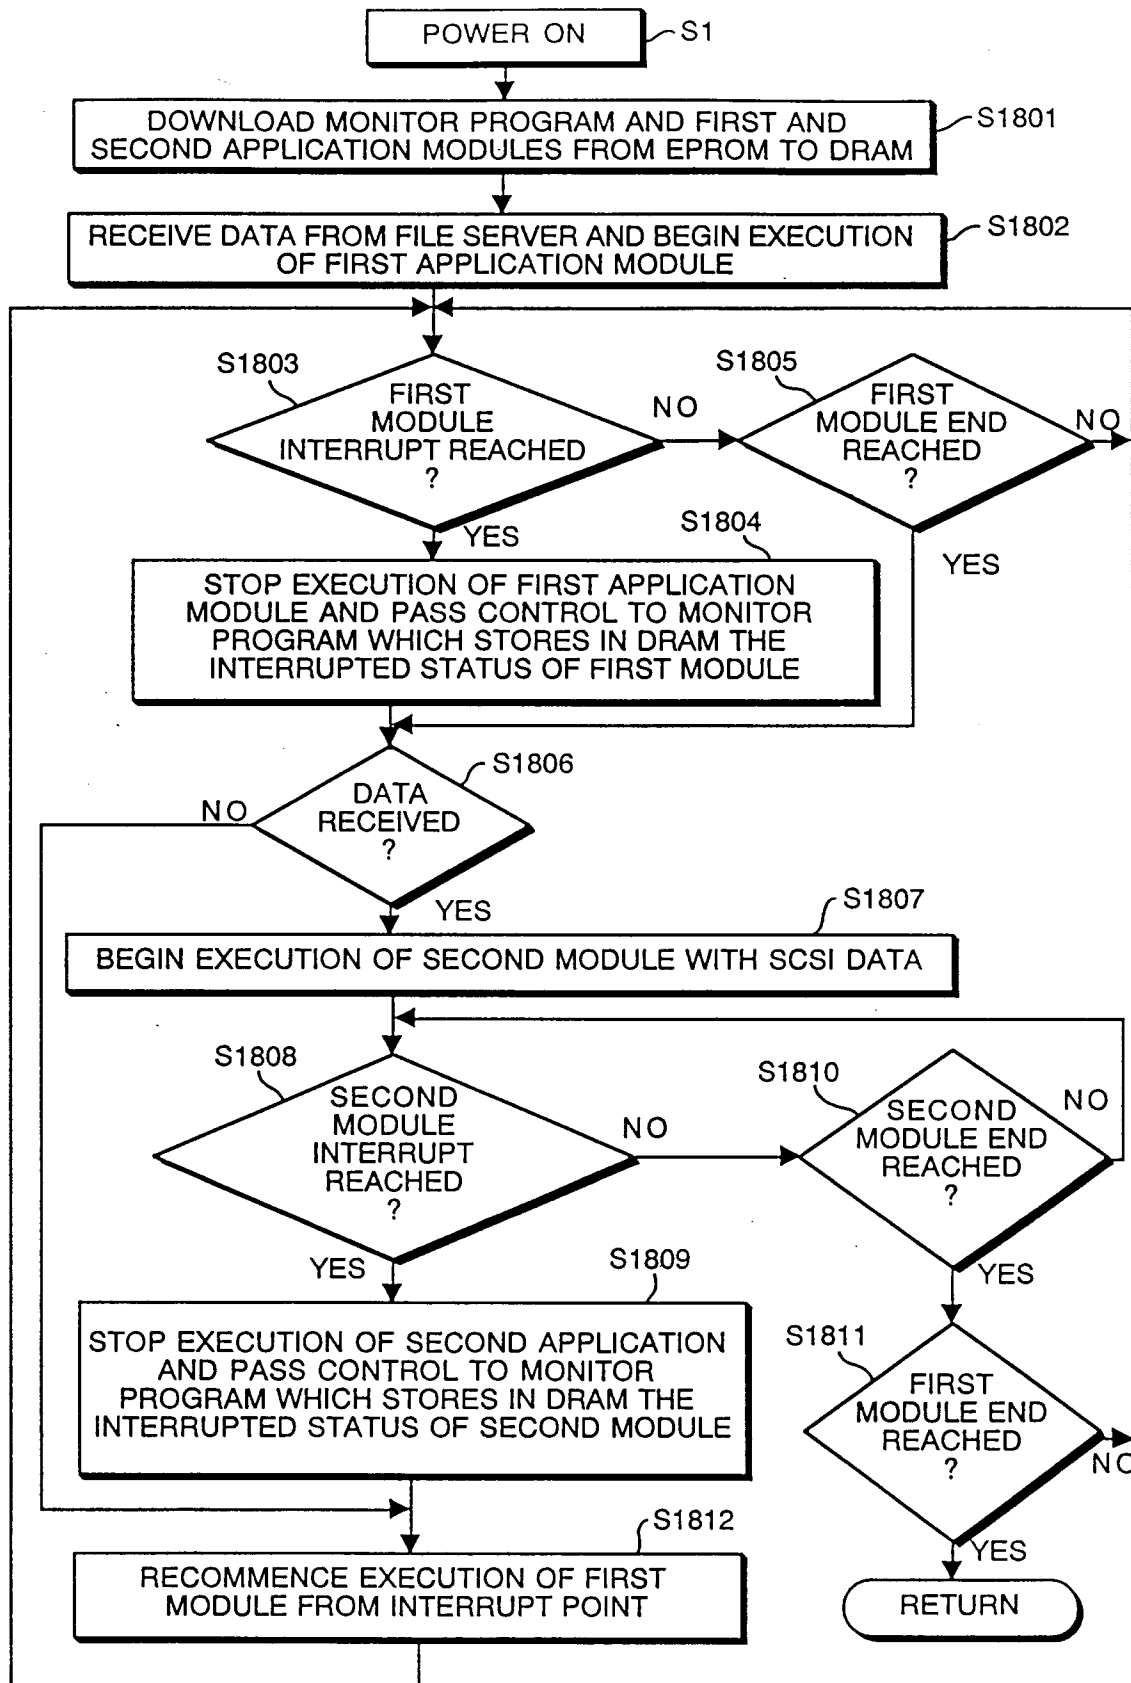 POWER ON
S1
DOWNLOAD MONITOR PROGRAM AND FIRST AND
SECOND APPLICATION MODULES FROM EPROM TO DRAM
S1801
RECEIVE DATA FROM FILE SERVER AND BEGIN EXECUTION
OF FIRST APPLICATION MODULE
S1802
S1803
FIRST
MODULE
INTERRUPT REACHED
?
NO
YES
S1805
FIRST
MODULE END
REACHED
?
NO
YES
S1804
STOP EXECUTION OF FIRST APPLICATION
MODULE AND PASS CONTROL TO MONITOR
PROGRAM WHICH STORES IN DRAM THE
INTERRUPTED STATUS OF FIRST MODULE
S1806
DATA
RECEIVED
?
NO
YES
S1807
BEGIN EXECUTION OF SECOND MODULE WITH SCSI DATA
S1808
SECOND
MODULE
INTERRUPT
REACHED
?
NO
YES
S1810
SECOND
MODULE END
REACHED
?
NO
YES
S1809
STOP EXECUTION OF SECOND APPLICATION
AND PASS CONTROL TO MONITOR
PROGRAM WHICH STORES IN DRAM THE
INTERRUPTED STATUS OF SECOND MODULE
S1811
FIRST
MODULE END
REACHED
?
NO
YES
S1812
RECOMMENCE EXECUTION OF FIRST
MODULE FROM INTERRUPT POINT
RETURN